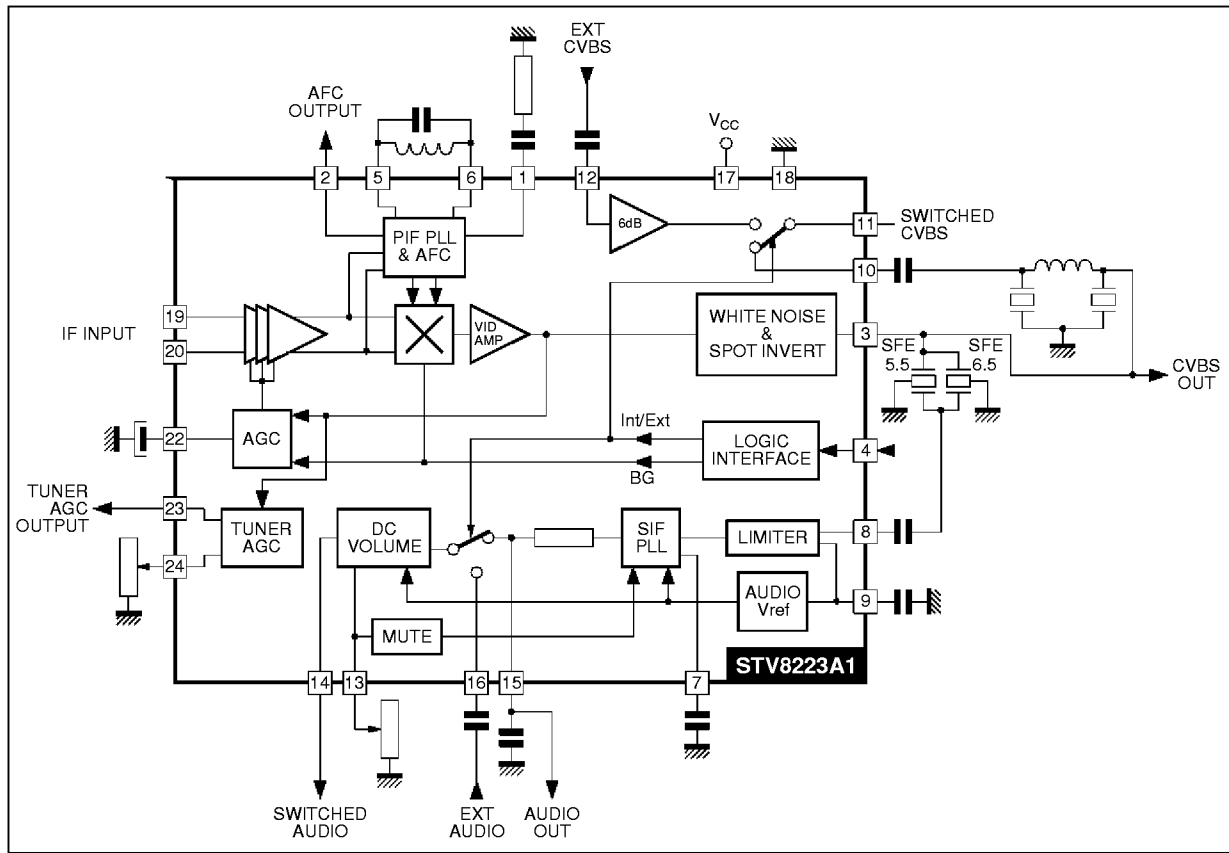 EXT
CVBS
AFC
OUTPUT
VCC
2
5
6
1
12
17
18
6dB
11
SWITCHED
CVBS
PIF PLL
& AFC
10
19
IF INPUT
20
VID
AMP
WHITE NOISE
&
SPOT INVERT
3
SFE
5.5
SFE
6.5
CVBS
OUT
22
AGC
Int/Ext
BG
LOGIC
INTERFACE
4
TUNER
AGC
OUTPUT
23
24
TUNER
AGC
DC
VOLUME
SIF
PLL
LIMITER
8
AUDIO
Vref
9
MUTE
STV8223A1
14
13
16
15
7
SWITCHED
AUDIO
EXT
AUDIO
AUDIO
OUT